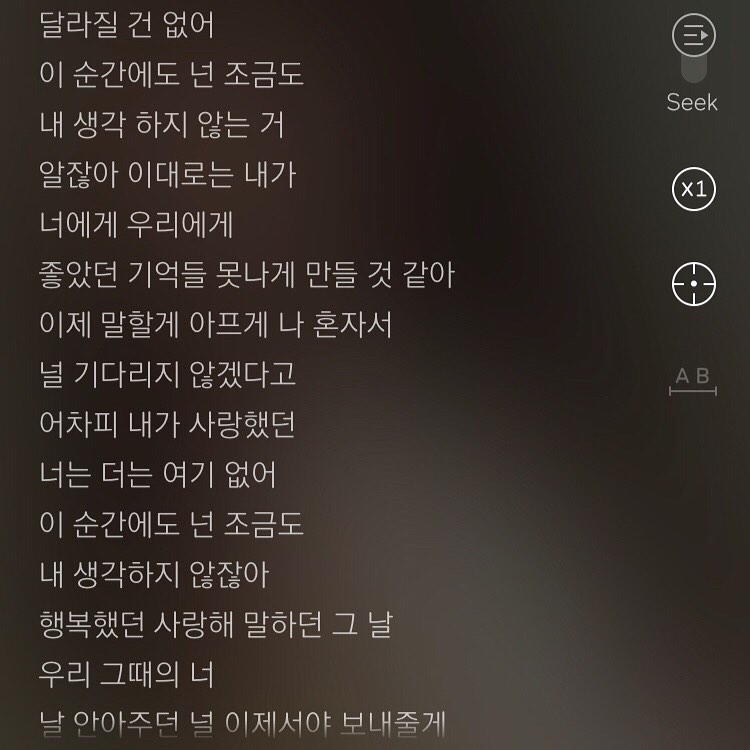 달라질 건 없어
이 순간에도 넌 조금도
내 생각 하지 않는 거
알잖아 이대로는 내가
너에게 우리에게
좋았던 기억들 못나게 만들 것 같아
이제 말할게 아프게 나 혼자서
널 기다리지 않겠다고
어차피 내가 사랑했던
너는 더는 여기 없어
이 순간에도 넌 조금도
내 생각하지 않잖아
행복했던 사랑해 말하던 그 날
우리 그때의 너
날 안아주던 널 이제서야 보내줄게
Seek
x1
A B